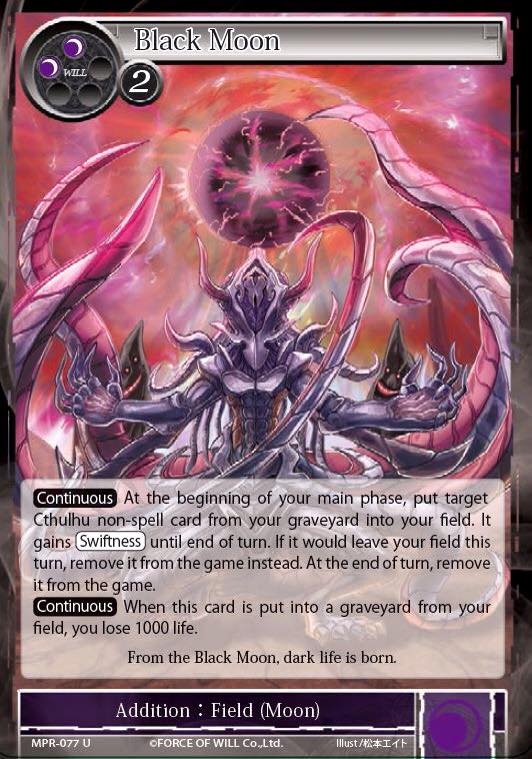 Black Moon
WILL
2
Continuous At the beginning of your main phase, put target
Cthulhu non-spell card from your graveyard into your field. It
gains Swiftness until end of turn. If it would leave your field this
turn, remove it from the game instead. At the end of turn, remove
it from the game.
Continuous When this card is put into a graveyard from your
field, you lose 1000 life.
From the Black Moon, dark life is born.
Addition : Field (Moon)
MPR-077 U ©FORCE OF WILL Co.,Ltd. Illust/松本エイト